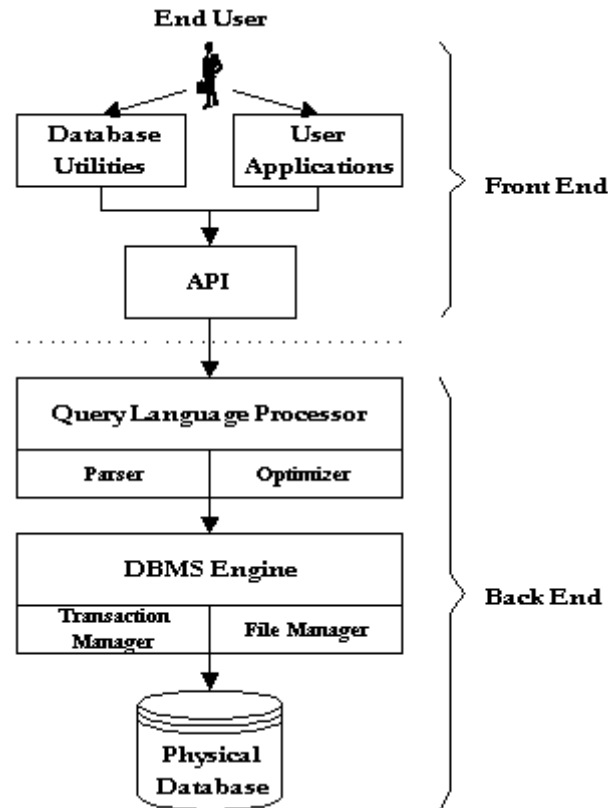 End User
Database
Utilities
User
Applications
Front End
API
Query Language Processor
Parser
Optimizer
DBMS Engine
Transaction
Manager
File Manager
Back End
Physical
Database